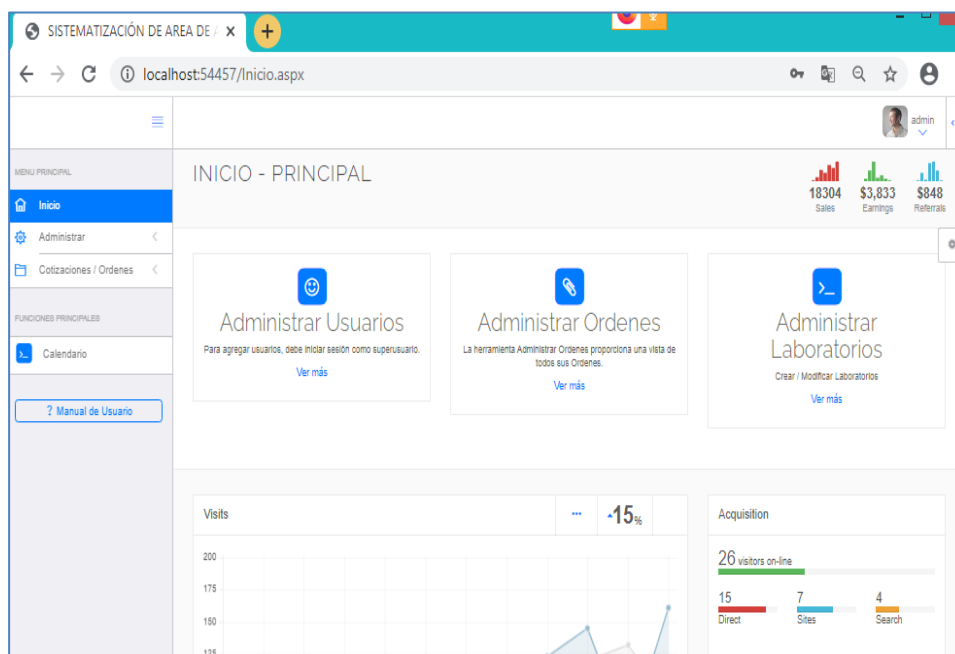 SISTEMATIZACIÓN DE AREA DE
localhost:54457/Inicio.aspx
admin
MENU PRINCIPAL
Inicio
Administrar
Cotizaciones / Ordenes
FUNCIONES PRINCIPALES
Calendario
? Manual de Usuario
INICIO - PRINCIPAL
18304
Sales
$3,833
Earnings
$848
Referrals
Administrar Usuarios
Para agregar usuarios, debe iniciar sesión como superusuario.
Ver más
Administrar Ordenes
La herramienta Administrar Ordenes proporciona una vista de
todos sus Ordenes.
Ver más
Administrar
Laboratorios
Crear / Modificar Laboratorios
Ver más
Visits
15%
200
175
150
125
Acquisition
26 visitors on-line
15
Direct
7
Sites
4
Search